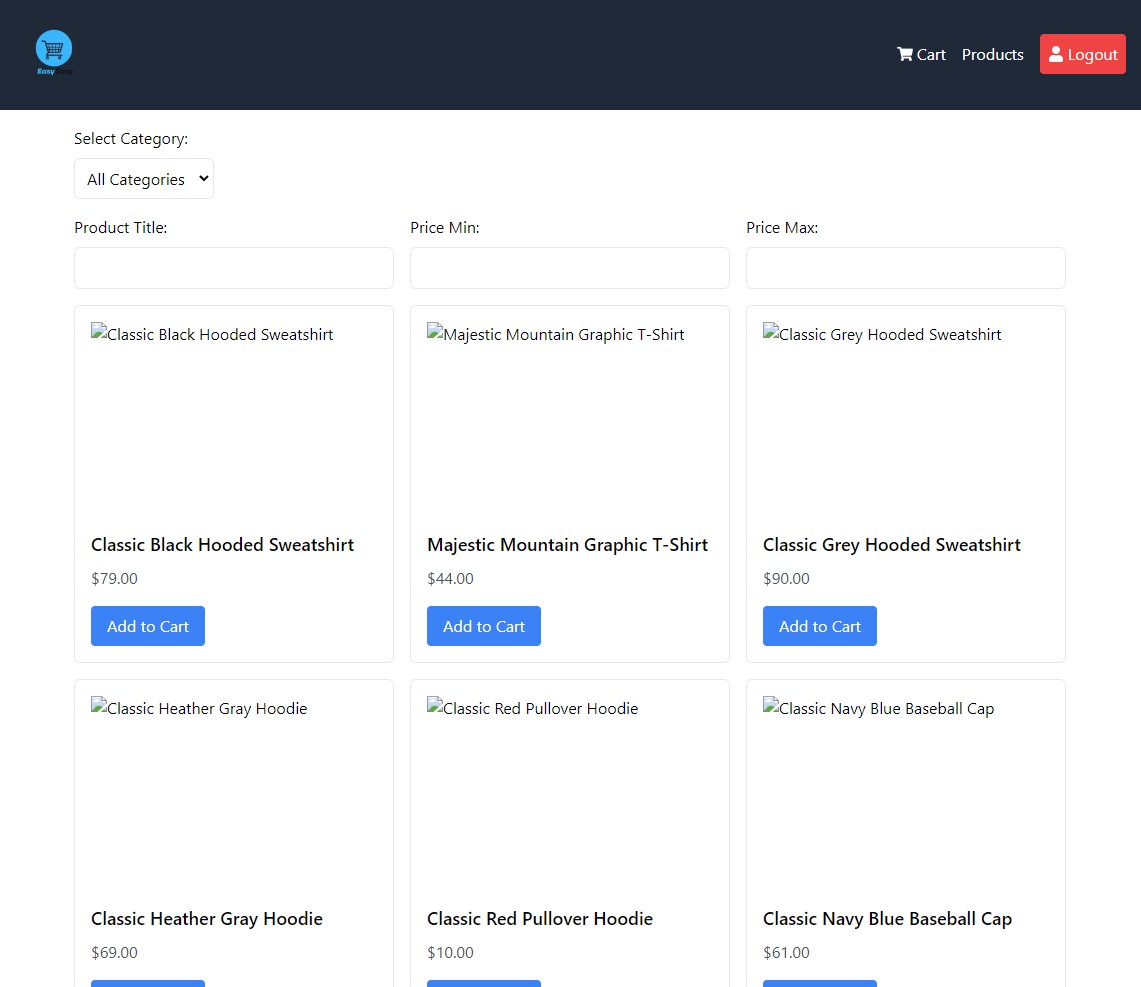 EasyShop
Cart Products Logout
Select Category:
All Categories
Product Title: Price Min: Price Max:
Classic Black Hooded Sweatshirt Majestic Mountain Graphic T-Shirt Classic Grey Hooded Sweatshirt
Classic Black Hooded Sweatshirt Majestic Mountain Graphic T-Shirt Classic Grey Hooded Sweatshirt
$79.00 $44.00 $90.00
Add to Cart Add to Cart Add to Cart
Classic Heather Gray Hoodie Classic Red Pullover Hoodie Classic Navy Blue Baseball Cap
Classic Heather Gray Hoodie Classic Red Pullover Hoodie Classic Navy Blue Baseball Cap
$69.00 $10.00 $61.00